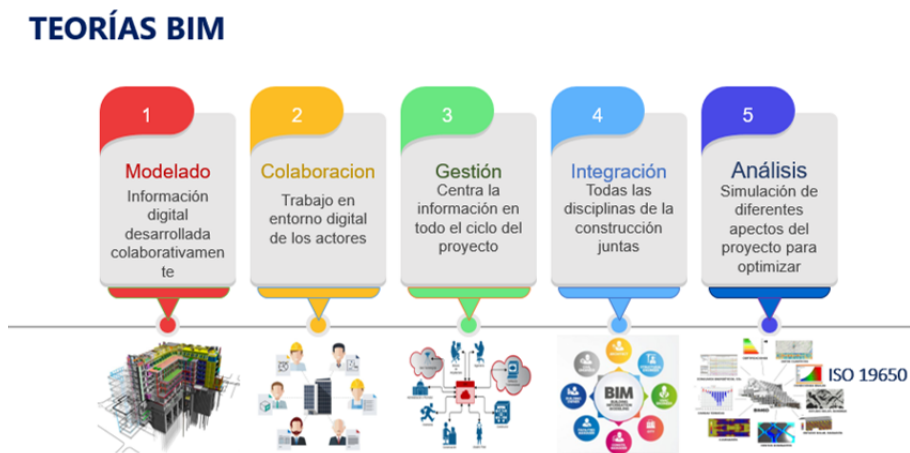 TEORÍAS BIM
1
Modelado
Información
digital
desarrollada
colaborativamen
te
2
Colaboracion
Trabajo en
entorno digital
de los actores
3
Gestión
Centra la
información en
todo el ciclo del
proyecto
4
Integración
Todas las
disciplinas de la
construcción
juntas
5
Análisis
Simulación de
diferentes
apectos del
proyecto para
optimizar
BIM
ISO 19650